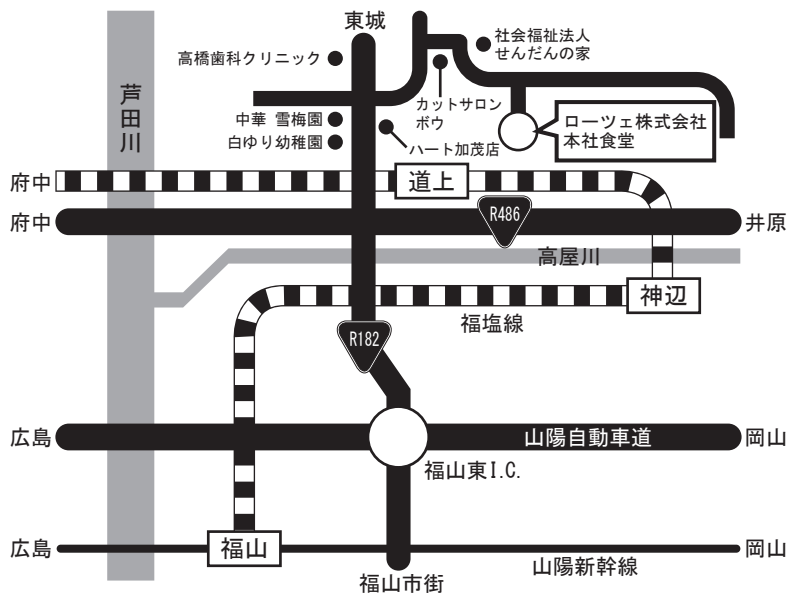 東城
社会福祉法人
せんだんの家
高橋歯科クリニック
カットサロン
ボウ
芦田川
中華 雪梅園
白ゆり幼稚園
ハート加茂店
ローツェ株式会社
本社食堂
府中
道上
府中
R486
井原
高屋川
神辺
福塩線
R182
広島
山陽自動車道
岡山
福山東I.C.
広島
福山
岡山
山陽新幹線
福山市街